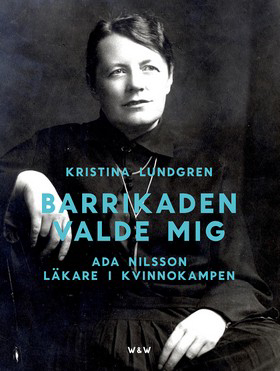 KRISTINA LUNDGREN
BARRIKADEN
VALDE MIG
ADA NILSSON
LÄKARE I KVINNOKAMPEN
W&W